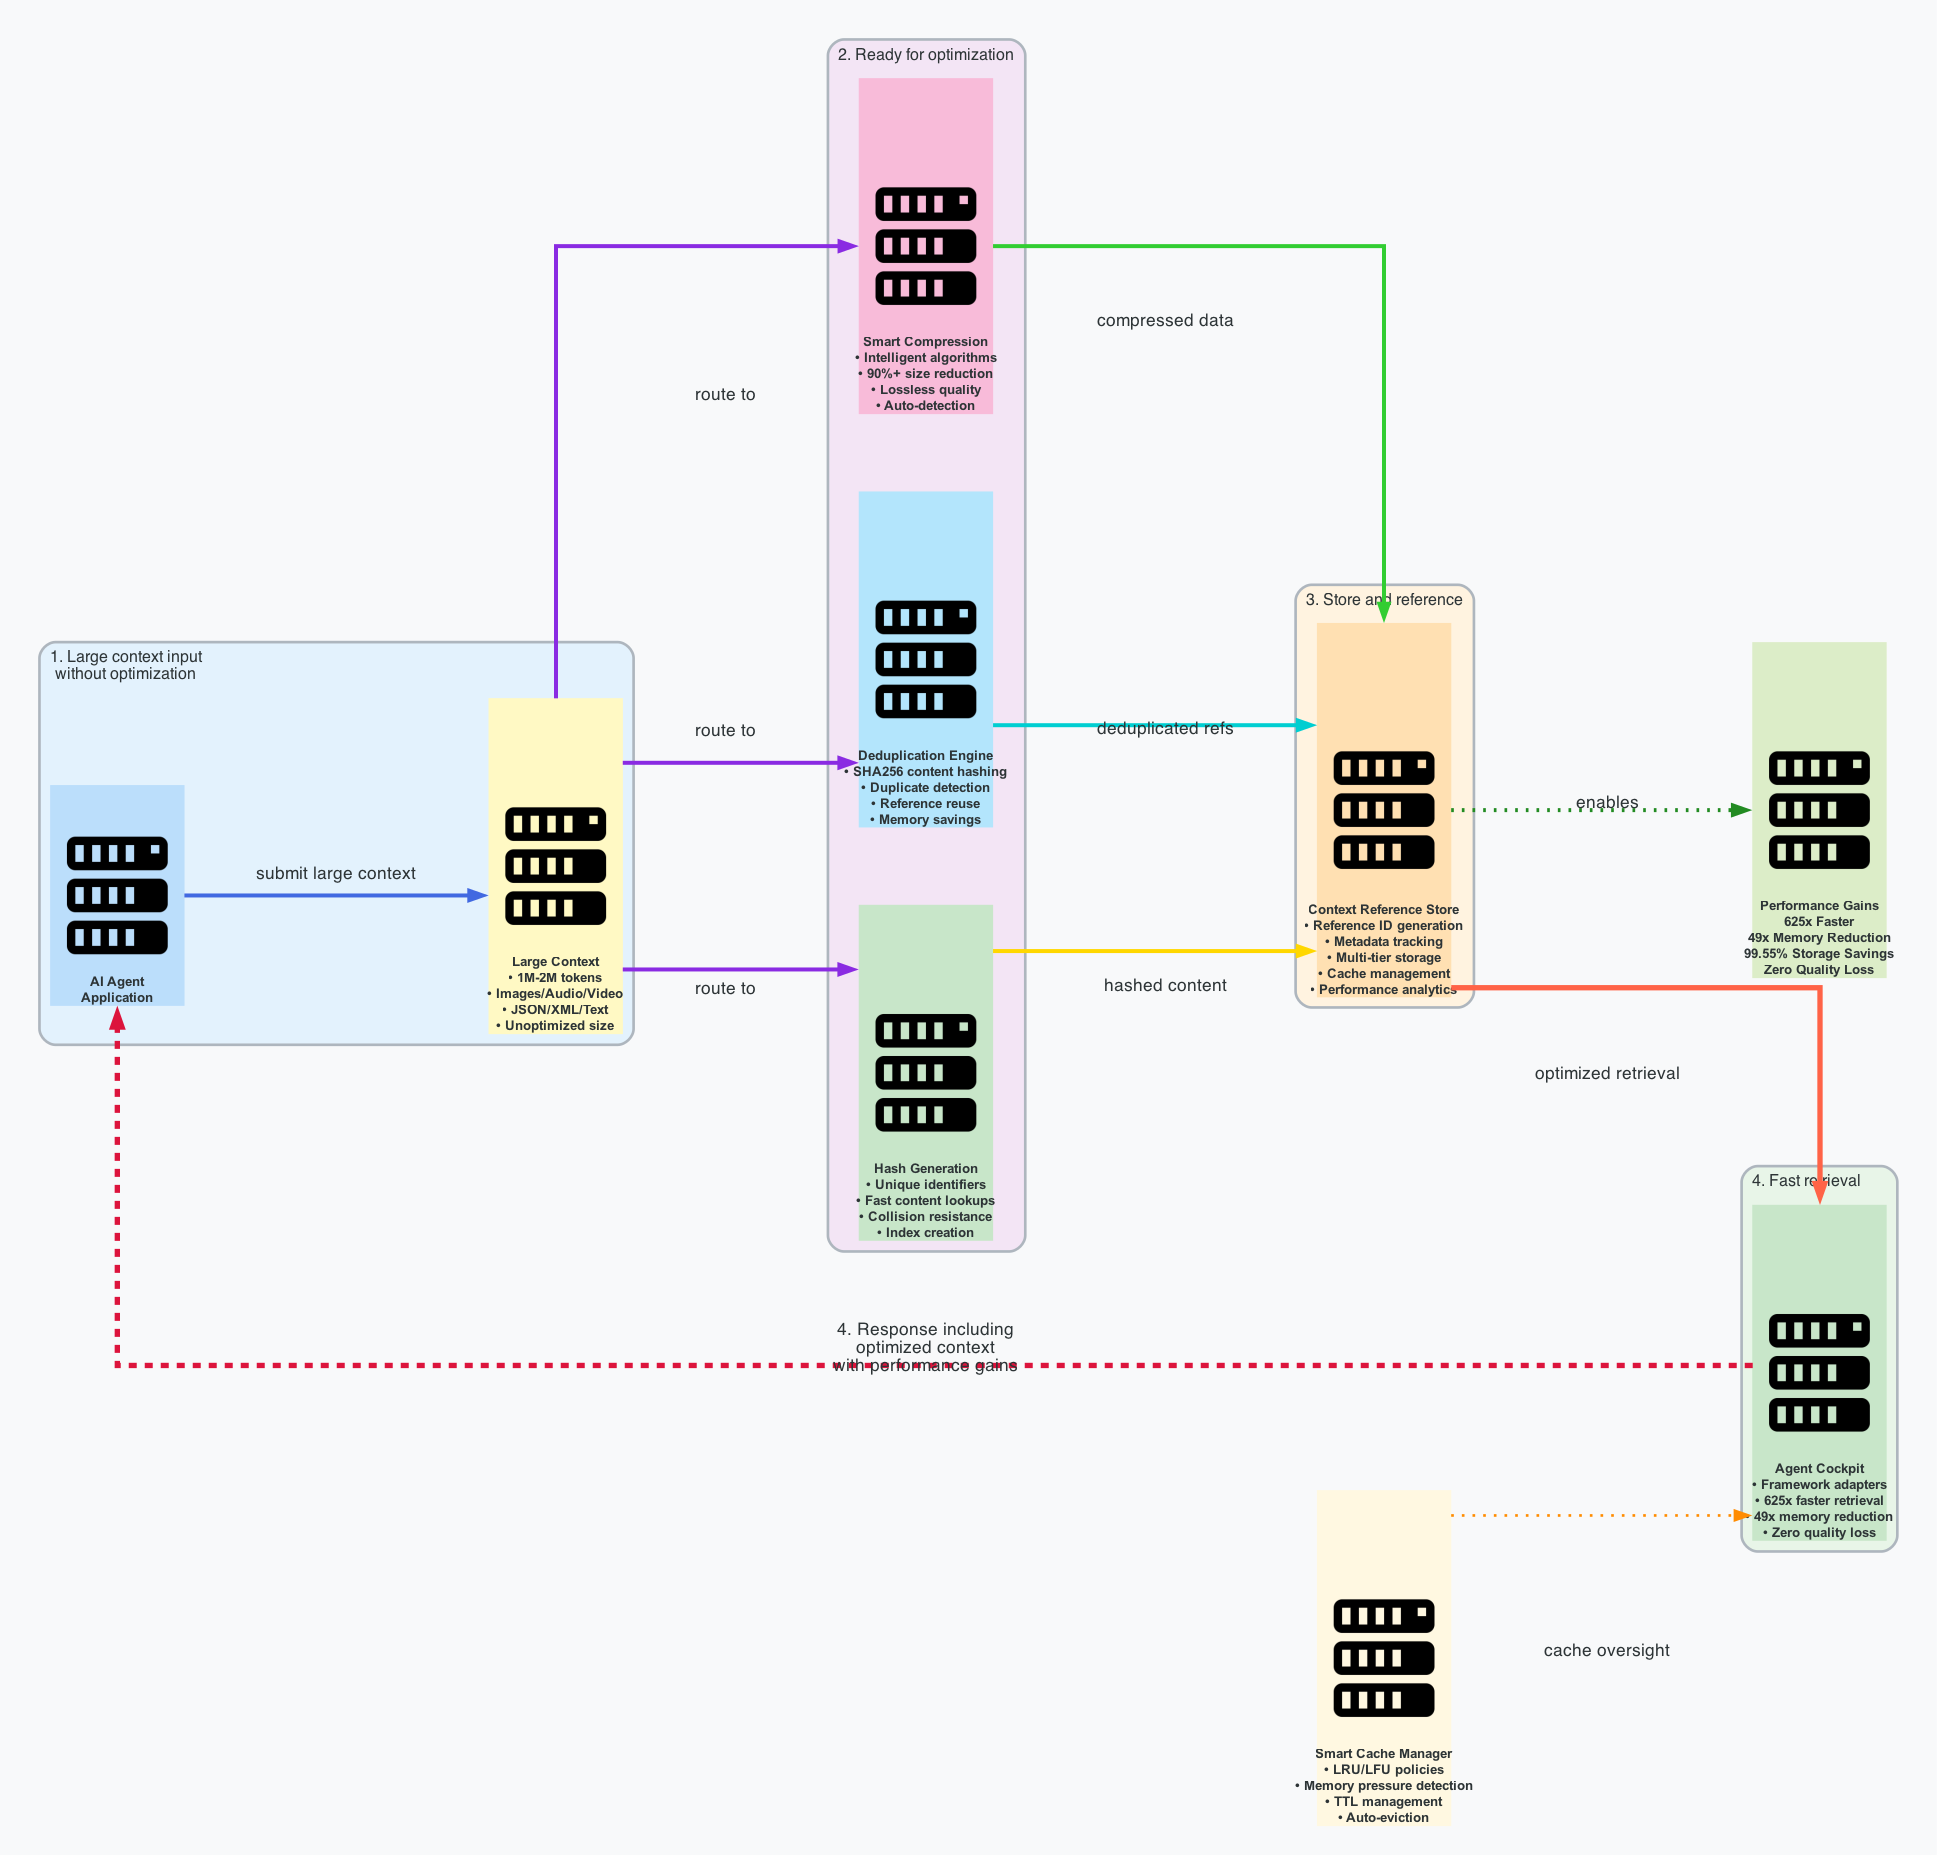 2. Ready for optimization
Smart Compression
• Intelligent algorithms
• 90%+ size reduction
• Lossless quality
• Auto-detection
compressed data
route to
3. Store and reference
1. Large context input
without optimization
route to
deduplicated refs
Deduplication Engine
• SHA256 content hashing
• Duplicate detection
• Reference reuse
• Memory savings
enables
submit large context
Large Context
• 1M-2M tokens
• Images/Audio/Video
• JSON/XML/Text
• Unoptimized size
AI Agent
Application
route to
hashed content
Context Reference Store
• Reference ID generation
• Metadata tracking
• Multi-tier storage
• Cache management
• Performance analytics
Performance Gains
625x Faster
49x Memory Reduction
99.55% Storage Savings
Zero Quality Loss
optimized retrieval
Hash Generation
• Unique identifiers
• Fast content lookups
• Collision resistance
• Index creation
4. Fast retrieval
4. Response including
optimized context
with performance gains
Agent Cockpit
• Framework adapters
• 625x faster retrieval
• 49x memory reduction
• Zero quality loss
cache oversight
Smart Cache Manager
• LRU/LFU policies
• Memory pressure detection
• TTL management
• Auto-eviction